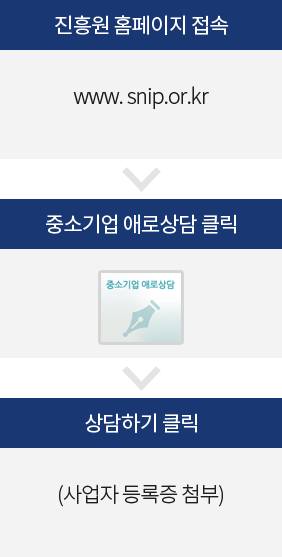 진흥원 홈페이지 접속
www. snip.or.kr
중소기업 애로상담 클릭
중소기업 애로상담
상담하기 클릭
(사업자 등록증 첨부)